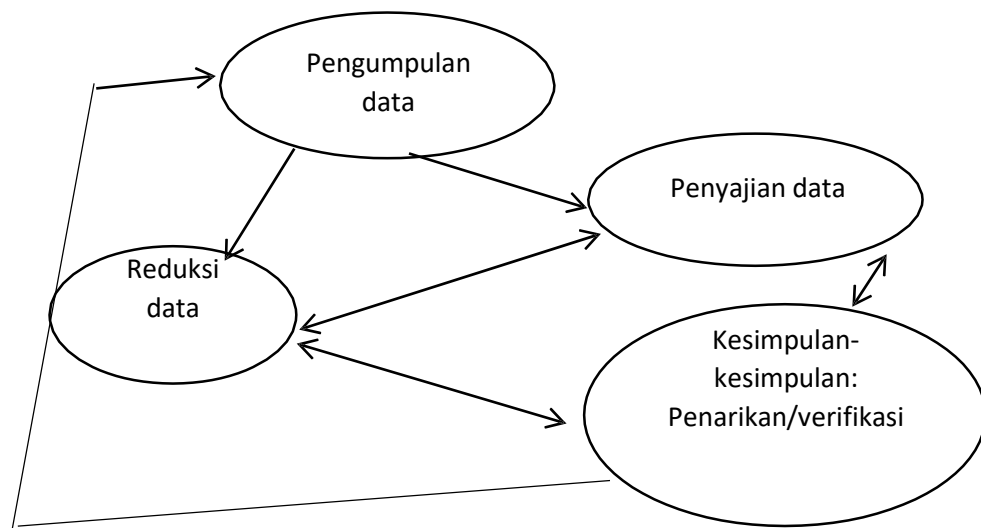 Pengumpulan
data
Penyajian data
Reduksi
data
Kesimpulan-
kesimpulan:
Penarikan/verifikasi